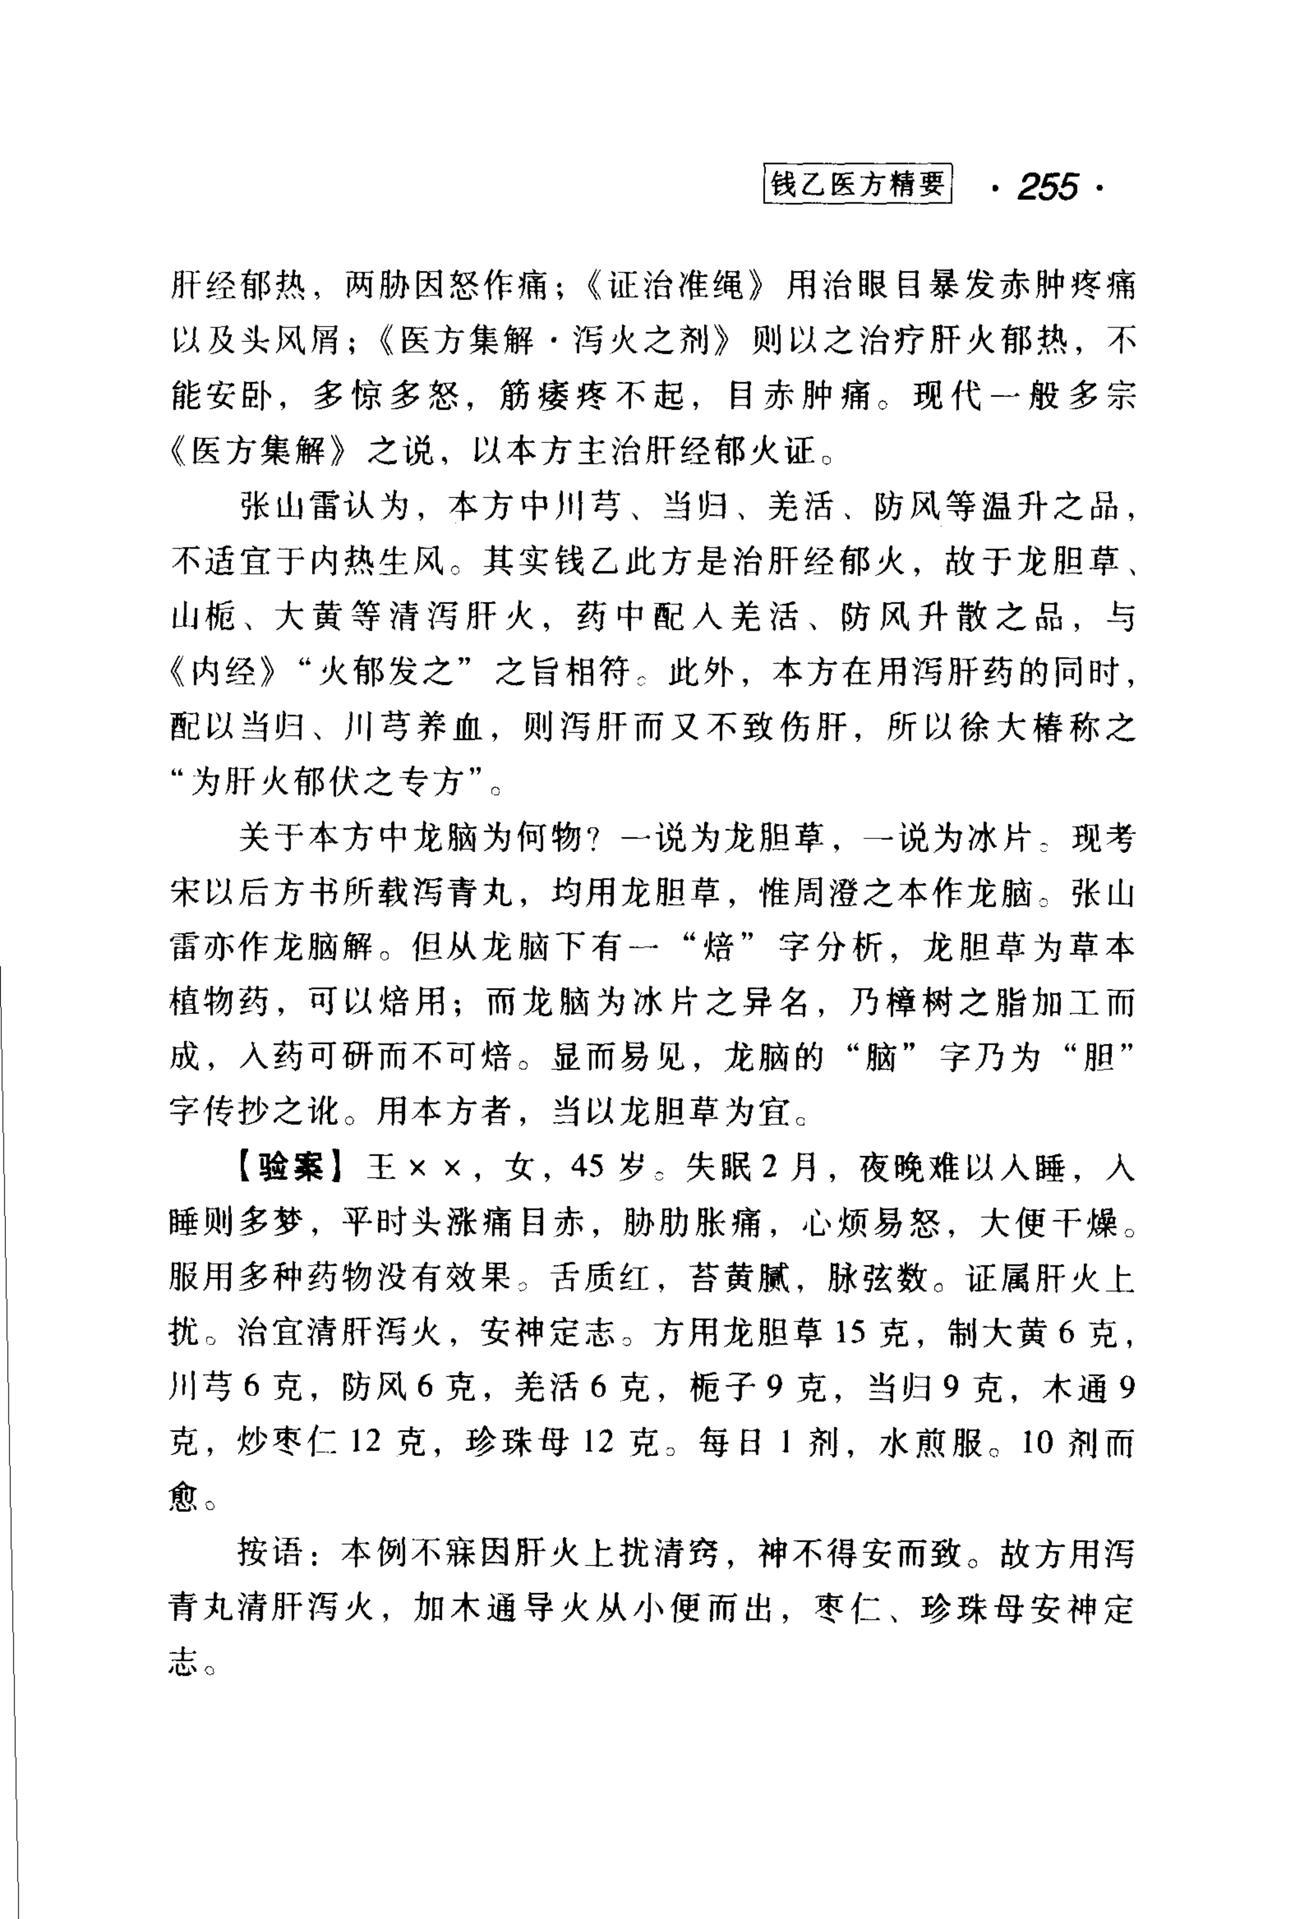 钱乙医方精要 · 255 ·
肝经郁热，两胁因怒作痛；《证治准绳》用治眼目暴发赤肿疼痛
以及头风屑；《医方集解·泻火之剂》则以之治疗肝火郁热，不
能安卧，多惊多怒，筋痿疼不起，目赤肿痛。现代一般多宗
《医方集解》之说，以本方主治肝经郁火证。
张山雷认为，本方中川芎、当归、羌活、防风等温升之品，
不适宜于内热生风。其实钱乙此方是治肝经郁火，故于龙胆草、
山栀、大黄等清泻肝火，药中配人羌活、防风升散之品，与
《内经》“火郁发之”之旨相符。此外，本方在用泻肝药的同时，
配以当归、川芎养血，则泻肝而又不致伤肝，所以徐大椿称之
“为肝火郁伏之专方”。
关于本方中龙脑为何物？一说为龙胆草，一说为冰片。现考
宋以后方书所载泻青丸，均用龙胆草，惟周澄之本作龙脑。张山
雷亦作龙脑解。但从龙脑下有一“焙”字分析，龙胆草为草本
植物药，可以焙用；而龙脑为冰片之异名，乃樟树之脂加工而
成，入药可研而不可焙。显而易见，龙脑的“脑”字乃为“胆”
字传抄之讹。用本方者，当以龙胆草为宜。
【验案】王××，女，45岁。失眠2月，夜晚难以入睡，入
睡则多梦，平时头涨痛目赤，胁肋胀痛，心烦易怒，大便干燥。
服用多种药物没有效果。舌质红，苔黄腻，脉弦数。证属肝火上
扰。治宜清肝泻火，安神定志。方用龙胆草15克，制大黄6克，
川芎6克，防风6克，羌活6克，栀子9克，当归9克，木通9
克，炒枣仁12克，珍珠母12克。每日1剂，水煎服。10剂而
愈。
按语：本例不寐因肝火上扰清窍，神不得安而致。故方用泻
青丸清肝泻火，加木通导火从小便而出，枣仁、珍珠母安神定
志。